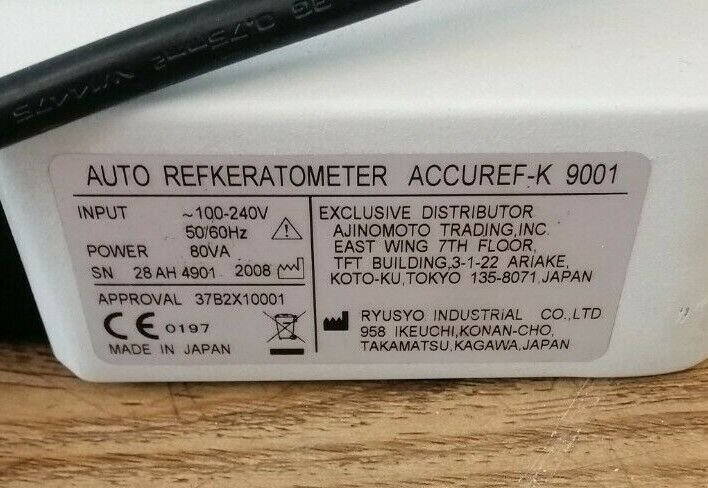 AUTO REFKERATOMETER ACCUREF-K 9001
INPUT ~100-240V
50/60Hz
POWER 80VA
SN 28 AH 4901 2008
APPROVAL 37B2X10001
CE 0197
MADE IN JAPAN
EXCLUSIVE DISTRIBUTOR
AJINOMOTO TRADING,INC.
EAST WING 7TH FLOOR,
TFT BUILDING,3-1-22 ARIAKE,
KOTO-KU,TOKYO 135-8071,JAPAN
RYUSYO INDUSTRIAL CO.,LTD
958 IKEUCHI,KONAN-CHO,
TAKAMATSU,KAGAWA,JAPAN